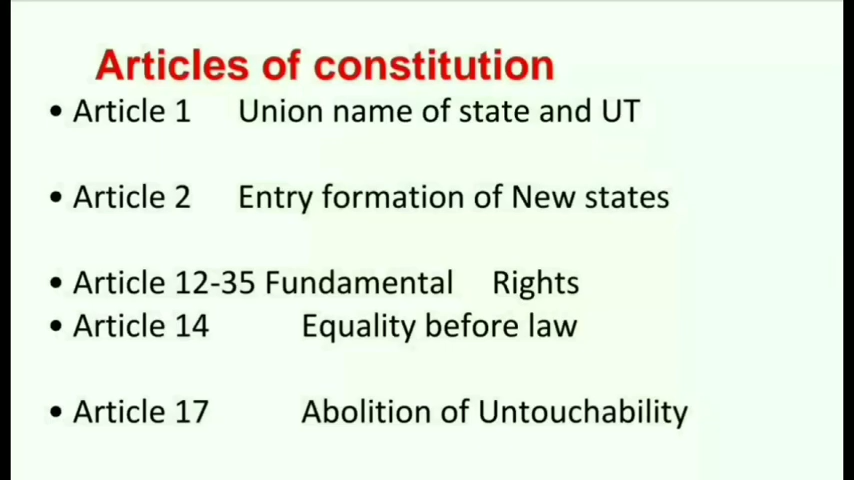 Articles of constitution
• Article 1 Union name of state and UT
• Article 2 Entry formation of New states
• Article 12-35 Fundamental Rights
• Article 14 Equality before law
• Article 17 Abolition of Untouchability